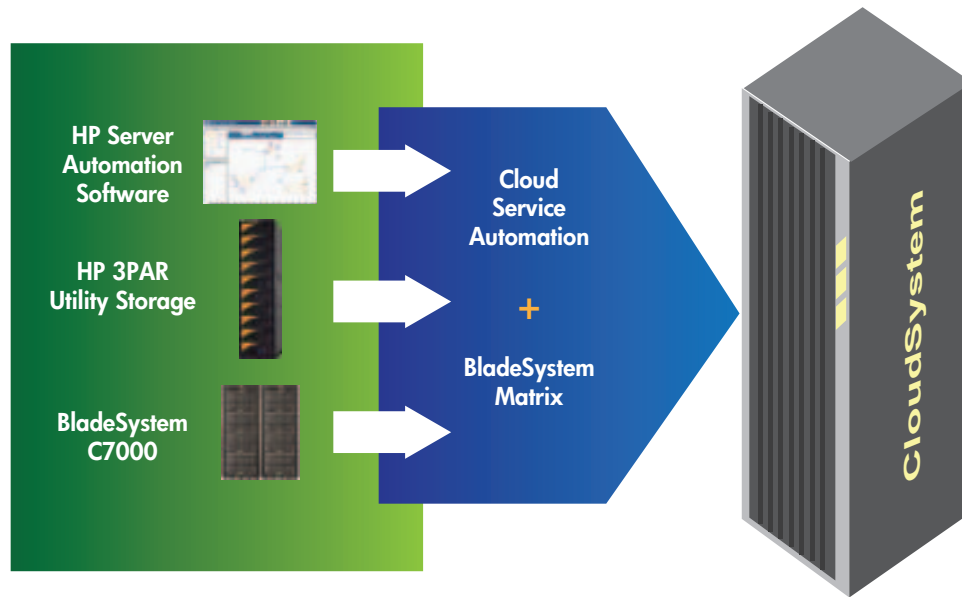 HP Server
Automation
Software
HP 3PAR
Utility Storage
BladeSystem
C7000
Cloud
Service
Automation
+
BladeSystem
Matrix
CloudSystem